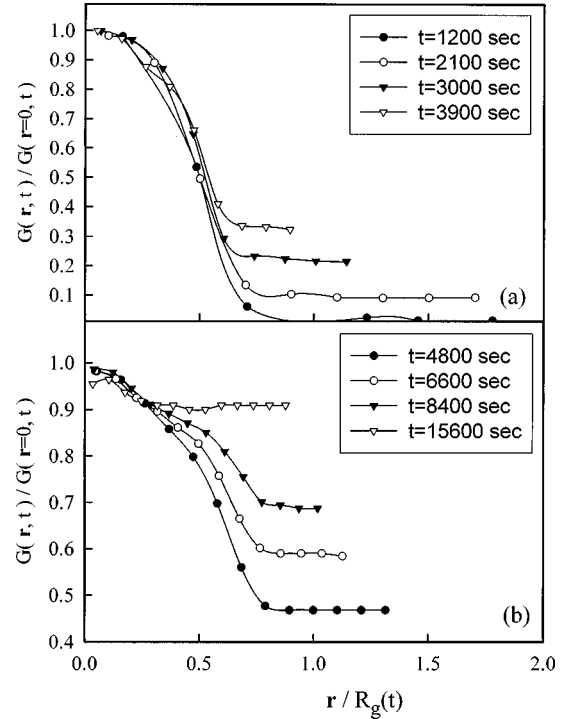 G( r, t ) / G( r=0, t )
1.0
0.9
0.8
0.7
0.6
0.5
0.4
0.3
0.2
0.1
t=1200 sec
t=2100 sec
t=3000 sec
t=3900 sec
(a)
G( r, t ) / G( r=0, t )
1.0
0.9
0.8
0.7
0.6
0.5
0.4
t=4800 sec
t=6600 sec
t=8400 sec
t=15600 sec
(b)
0.0 0.5 1.0 1.5 2.0
r / Rg(t)